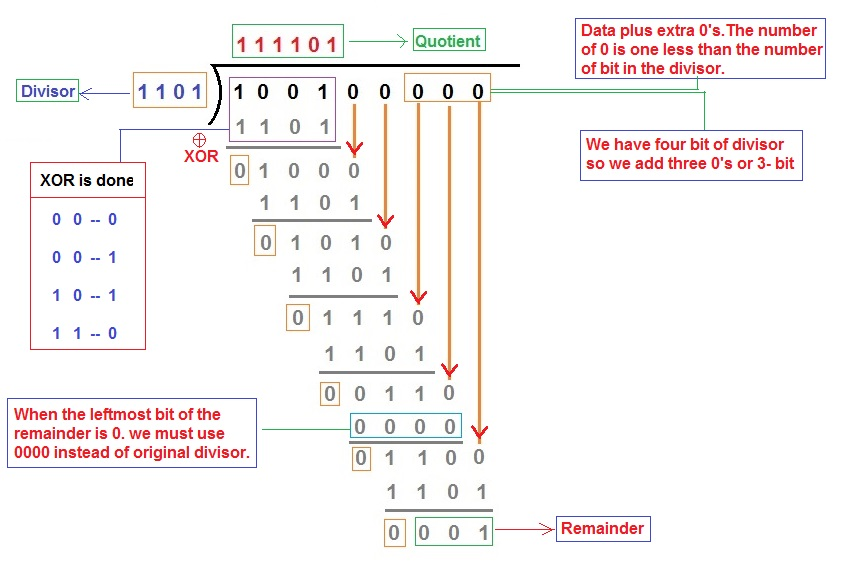 1 1 1 1 0 1
Quotient
Data plus extra 0's.The number
of 0 is one less than the number
of bit in the divisor.
Divisor
1 1 0 1
1 0 0 1 0 0 0 0 0
1 1 0 1
XOR
We have four bit of divisor
so we add three 0's or 3- bit
0 1 0 0 0
XOR is done
0 0 -- 0
0 0 -- 1
1 0 -- 1
1 1 -- 0
1 1 0 1
0 1 0 1 0
1 1 0 1
0 1 1 1 0
1 1 0 1
0 0 1 1 0
When the leftmost bit of the
remainder is 0. we must use
0000 instead of original divisor.
0 0 0 0
0 1 1 0 0
1 1 0 1
0 0 0 1
Remainder